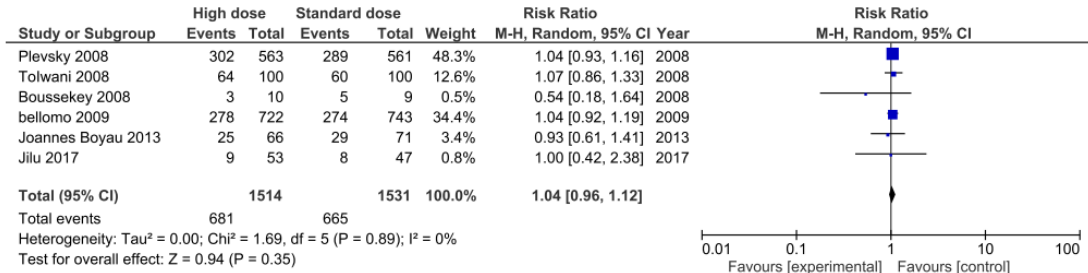 High dose Standard dose Risk Ratio Risk Ratio
Study or Subgroup Events Total Events Total Weight M-H, Random, 95% CI Year M-H, Random, 95% CI
Plevsky 2008 302 563 289 561 48.3% 1.04 [0.93, 1.16] 2008
Tolwani 2008 64 100 60 100 12.6% 1.07 [0.86, 1.33] 2008
Boussekey 2008 3 10 5 9 0.5% 0.54 [0.18, 1.64] 2008
bellomo 2009 278 722 274 743 34.4% 1.04 [0.92, 1.19] 2009
Joannes Boyau 2013 25 66 29 71 3.4% 0.93 [0.61, 1.41] 2013
Jilu 2017 9 53 8 47 0.8% 1.00 [0.42, 2.38] 2017
Total (95% CI) 1514 1531 100.0% 1.04 [0.96, 1.12]
Total events 681 665
Heterogeneity: Tau² = 0.00; Chi² = 1.69, df = 5 (P = 0.89); I² = 0%
Test for overall effect: Z = 0.94 (P = 0.35)
0.01 0.1 1 10 100
Favours [experimental] Favours [control]